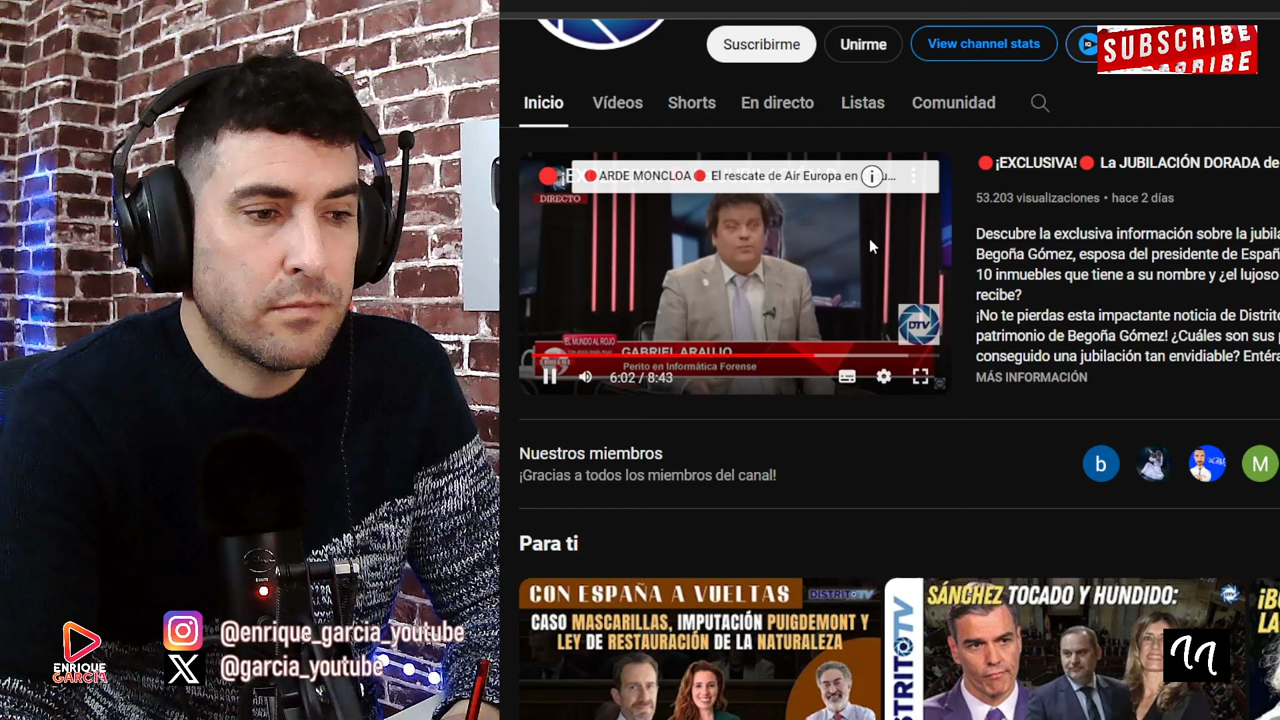 Suscribirme
Unirme
View channel stats
SUBSCRIBE
Inicio
Vídeos
Shorts
En directo
Listas
Comunidad
ARDE MONCLOA
El rescate de Air Europa en
DIRECTO
DTV
EL MUNDO AL ROJO
GABRIEL ARAUJO
Perito en Informática Forense
6:02 / 8:43
¡EXCLUSIVA! La JUBILACIÓN DORADA de
53.203 visualizaciones • hace 2 días
Descubre la exclusiva información sobre la
Begoña Gómez, esposa del presidente de
10 inmuebles que tiene a su nombre y ¿el lujoso
recibe?
¡No te pierdas esta impactante noticia de
patrimonio de Begoña Gómez! ¿Cuáles son sus
conseguido una jubilación tan envidiable?
MÁS INFORMACIÓN
Nuestros miembros
¡Gracias a todos los miembros del canal!
b
M
Para ti
CON ESPAÑA A VUELTAS
DISTRITOTV
CASO MASCARILLAS, IMPUTACIÓN PUIGDEMONT Y
LEY DE RESTAURACIÓN DE LA NATURALEZA
SÁNCHEZ TOCADO Y HUNDIDO:
ENRIQUE
GARCIA
@enrique_garcia_youtube
@garcia_youtube